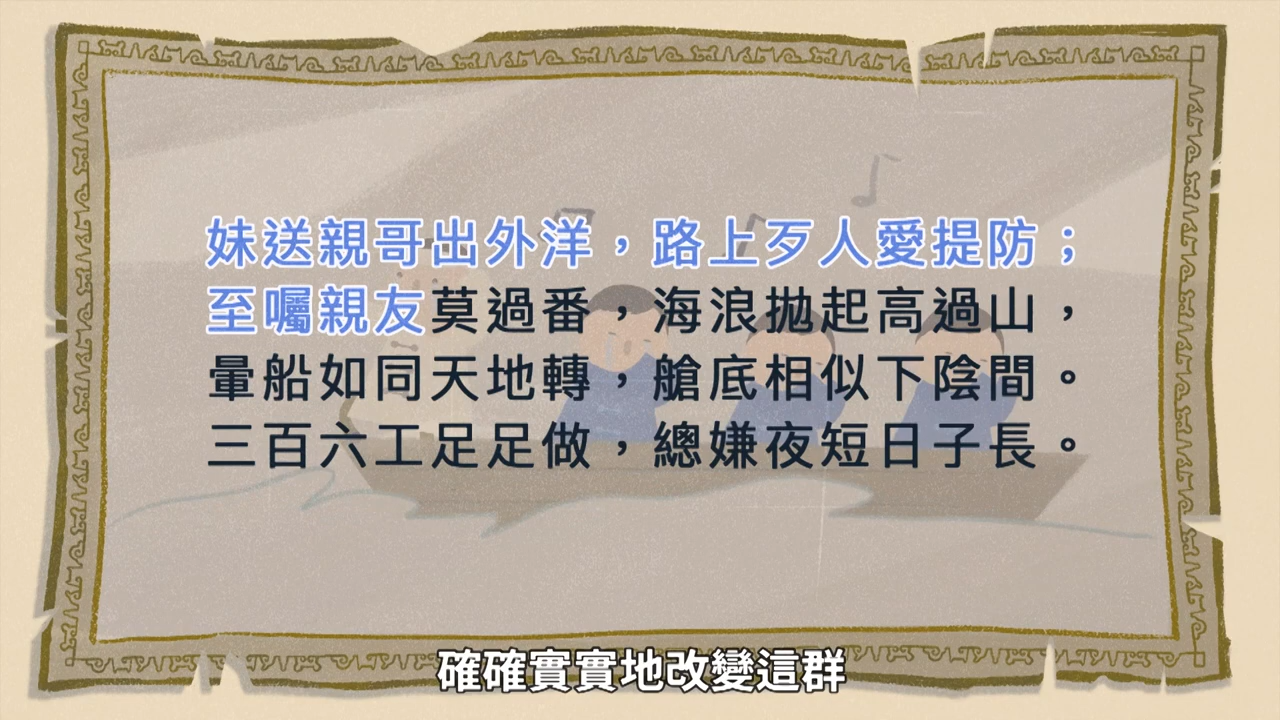 妹送親哥出外洋，路上歹人愛提防；
至囑親友莫過番，海浪拋起高過山，
暈船如同天地轉，艙底相似下陰間。
三百六工足足做，總嫌夜短日子長。
確確實實地改變這群